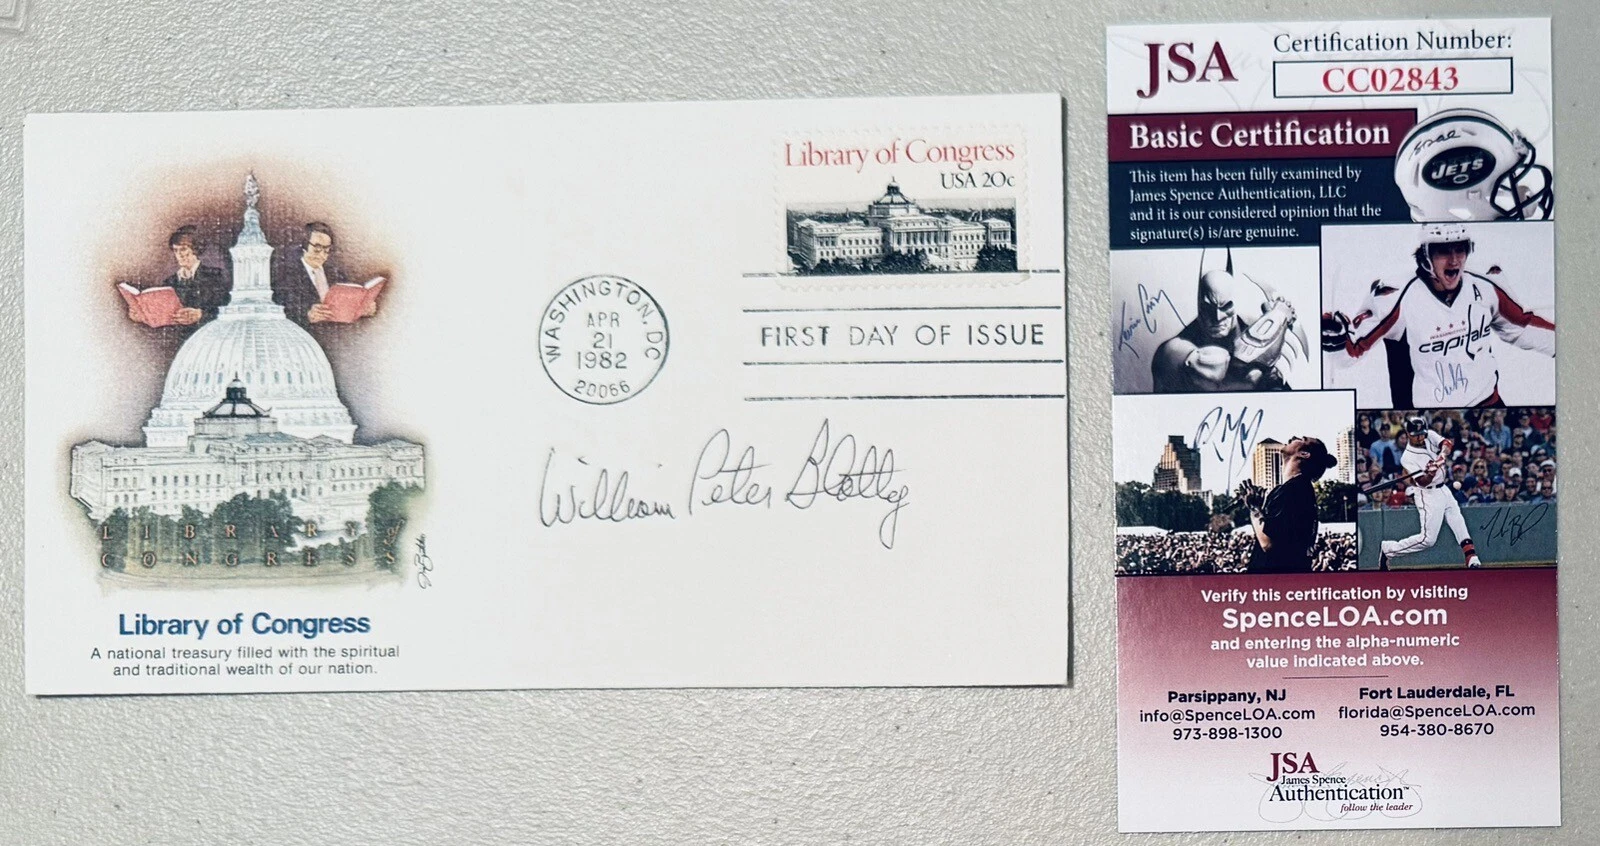 Library of Congress
USA 20c
WASHINGTON, DC
APR
21
1982
20066
FIRST DAY OF ISSUE
William Peter Blatty
LIBRARY of
CONGRESS
Library of Congress
A national treasury filled with the spiritual
and traditional wealth of our nation.
JSA
Certification Number:
CC02843
Basic Certification
This item has been fully examined by
James Spence Authentication, LLC
and it is our considered opinion that the
signature(s) is/are genuine.
JETS
capitals
A
Verify this certification by visiting
SpenceLOA.com
and entering the alpha-numeric
value indicated above.
Parsippany, NJ
info@SpenceLOA.com
973-898-1300
Fort Lauderdale, FL
florida@SpenceLOA.com
954-380-8670
JSA
James Spence
Authentication™
follow the leader